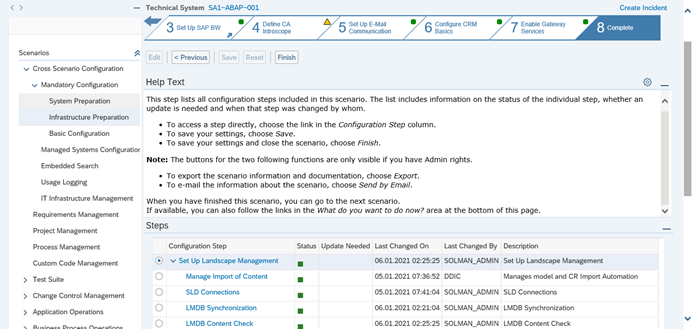 Technical System SA1~ABAP~001
Create Incident
3 Set Up SAP BW
4 Define CA Introscope
5 Set Up E-Mail Communication
6 Configure CRM Basics
7 Enable Gateway Services
8 Complete
Edit < Previous Save Reset Finish
Scenarios
Cross Scenario Configuration
Mandatory Configuration
System Preparation
Infrastructure Preparation
Basic Configuration
Managed Systems Configuration
Embedded Search
Usage Logging
IT Infrastructure Management
Requirements Management
Project Management
Process Management
Custom Code Management
Test Suite
Change Control Management
Application Operations
Business Process Operations
Help Text
This step lists all configuration steps included in this scenario. The list includes information on the status of the individual step, whether an
update is needed and when that step was changed by whom.
• To access a step directly, choose the link in the Configuration Step column.
• To save your settings, choose Save.
• To save your settings and close the scenario, choose Finish.
Note: The buttons for the two following functions are only visible if you have Admin rights.
• To export the scenario information and documentation, choose Export.
• To e-mail the information about the scenario, choose Send by Email.
When you have finished this scenario, you can go to the next scenario.
If available, you can also follow the links in the What do you want to do now? area at the bottom of this page.
Steps
Configuration Step Status Update Needed Last Changed On Last Changed By Description
Set Up Landscape Management 06.01.2021 02:25:25 SOLMAN_ADMIN Set Up Landscape Management
Manage Import of Content 05.01.2021 07:36:52 DDIC Manages model and CR Import Automation
SLD Connections 05.01.2021 07:41:04 SOLMAN_ADMIN SLD Connections
LMDB Synchronization 06.01.2021 02:21:04 SOLMAN_ADMIN LMDB Synchronization
LMDB Content Check 06.01.2021 02:25:25 SOLMAN_ADMIN LMDB Content Check